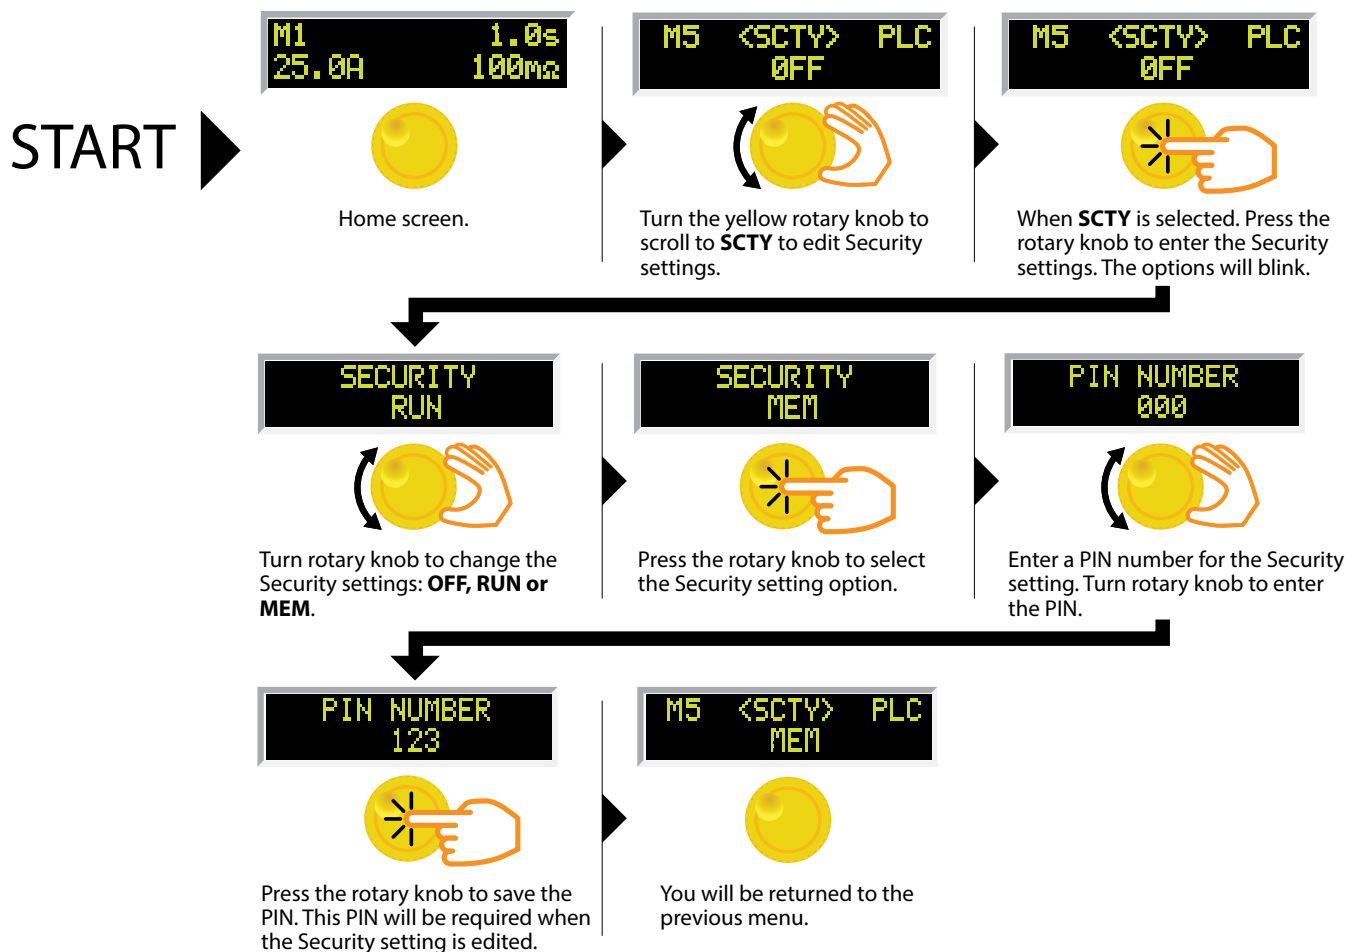 START
M1 1.0s
25.0A 100mΩ
Home screen.
M5 <SCTY> PLC
OFF
Turn the yellow rotary knob to
scroll to SCTY to edit Security
settings.
M5 <SCTY> PLC
OFF
When SCTY is selected. Press the
rotary knob to enter the Security
settings. The options will blink.
SECURITY
RUN
Turn rotary knob to change the
Security settings: OFF, RUN or
MEM.
SECURITY
MEM
Press the rotary knob to select
the Security setting option.
PIN NUMBER
000
Enter a PIN number for the Security
setting. Turn rotary knob to enter
the PIN.
PIN NUMBER
123
Press the rotary knob to save the
PIN. This PIN will be required when
the Security setting is edited.
M5 <SCTY> PLC
MEM
You will be returned to the
previous menu.